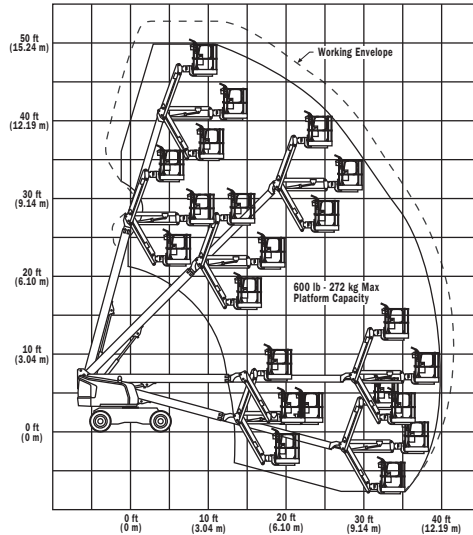 50 ft
(15.24 m)
Working Envelope
40 ft
(12.19 m)
30 ft
(9.14 m)
20 ft
(6.10 m)
600 lb - 272 kg Max
Platform Capacity
10 ft
(3.04 m)
0 ft
(0 m)
0 ft
(0 m)
10 ft
(3.04 m)
20 ft
(6.10 m)
30 ft
(9.14 m)
40 ft
(12.19 m)